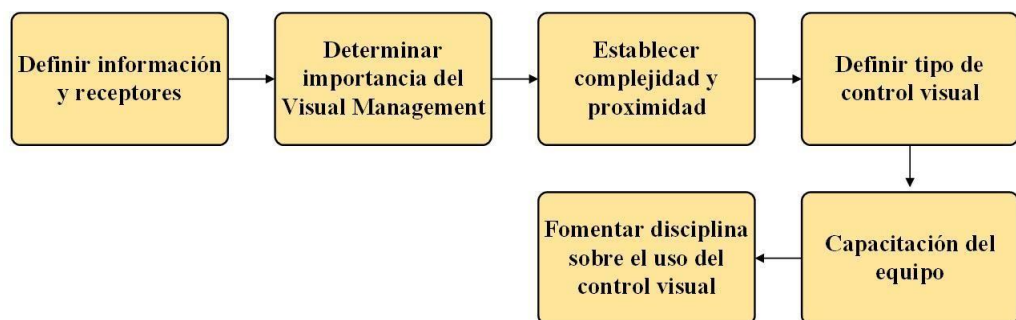 Definir información
y receptores
Determinar
importancia del
Visual Management
Establecer
complejidad y
proximidad
Definir tipo de
control visual
Capacitación del
equipo
Fomentar disciplina
sobre el uso del
control visual